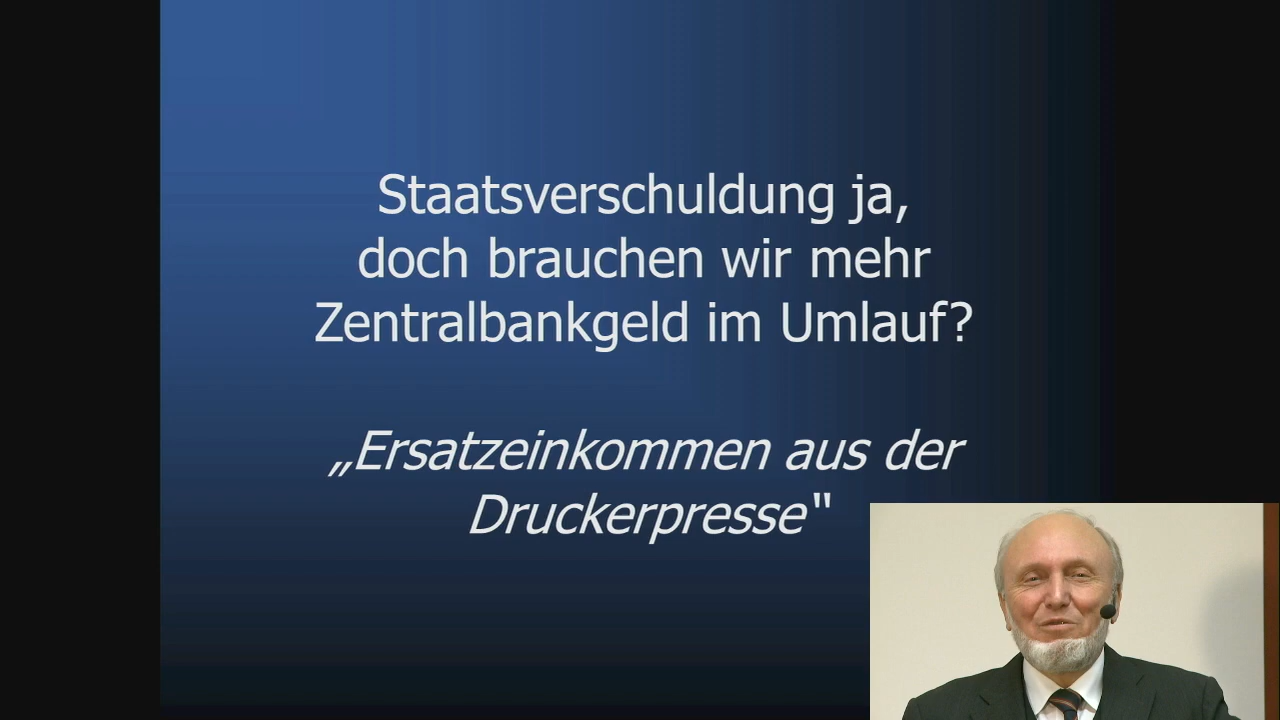 Staatsverschuldung ja,
doch brauchen wir mehr
Zentralbankgeld im Umlauf?
„Ersatzeinkommen aus der
Druckerpresse“